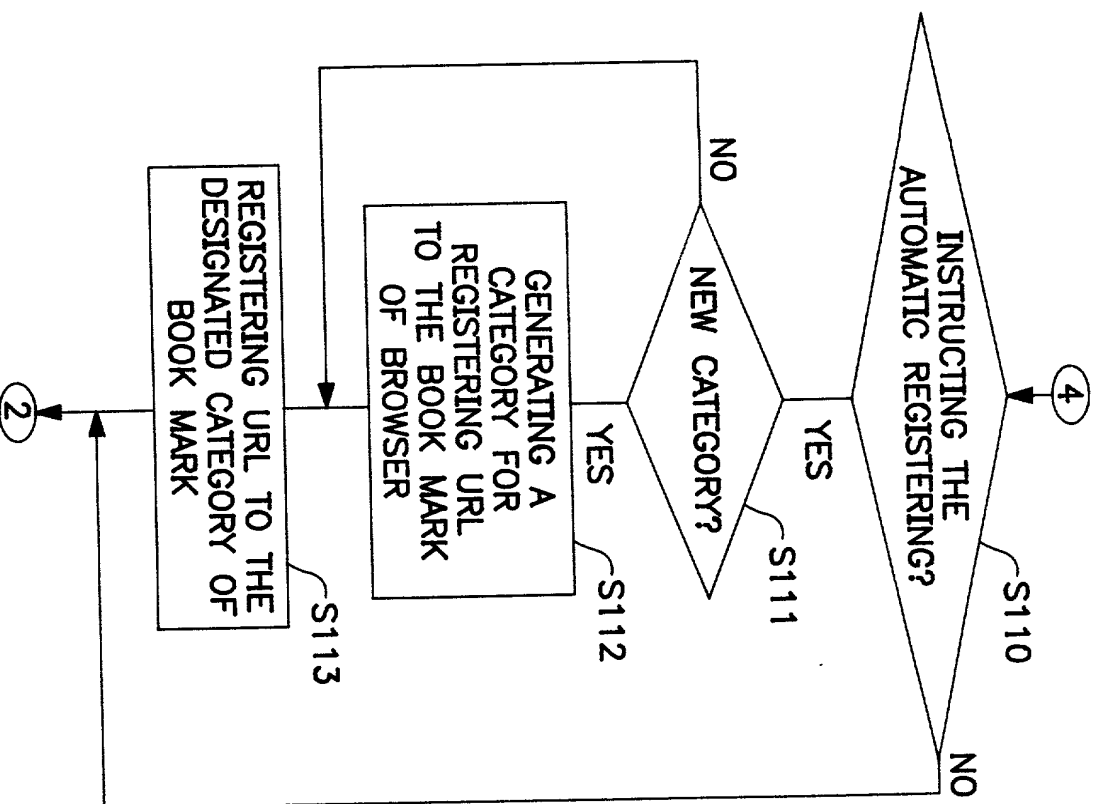 4
INSTRUCTING THE
AUTOMATIC REGISTERING?
S110
NO
YES
NEW CATEGORY?
S111
NO
YES
GENERATING A
CATEGORY FOR
REGISTERING URL
TO THE BOOK MARK
OF BROWSER
S112
REGISTERING URL TO THE
DESIGNATED CATEGORY OF
BOOK MARK
S113
2